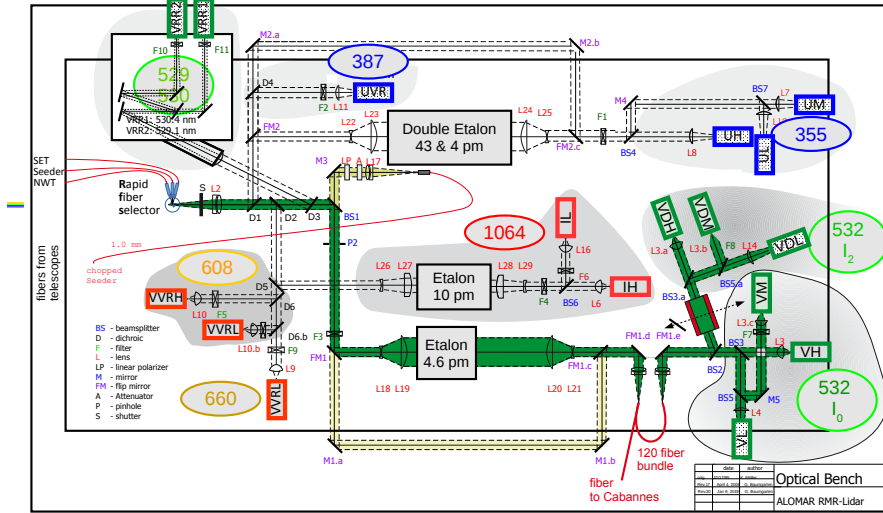 VRR2
VRR1
F10
F11
529
530
VRR1: 530.4 nm
VRR2: 529.1 nm
M2.a
M2.b
387
D4
UVR
F2
L11
FM2
L22
L23
Double Etalon
43 & 4 pm
L24
L25
FM2.c
F1
M4
BS4
L8
UH
BS7
L7
UM
UL
355
SET
Seeder
NWT
Rapid
fiber
selector
S
L2
D1
D2
D3
M3
LP
A
L17
BS1
P2
1.0 mm
chopped
Seeder
fibers from
telescopes
608
VVRH
L10
F5
D5
D6
VVRL
L10.b
D6.b
F9
L9
VVRL
660
1064
L26
L27
Etalon
10 pm
L28
L29
F4
BS6
F6
L6
IH
L16
IL
VDH
VDM
L3.a
L3.b
F8
L14
VDL
BS5.a
BS3.a
532
I2
VM
L3.c
F7
L3
VH
FM1.e
BS3
BS2
BS5
M5
L4
VL
532
I0
F3
FM1
L18
L19
Etalon
4.6 pm
L20
L21
FM1.c
FM1.d
M1.a
M1.b
120 fiber
bundle
fiber
to Cabannes
BS - beamsplitter
D - dichroic
F - filter
L - lens
LP - linear polarizer
M - mirror
FM - flip mirror
A - Attenuator
P - pinhole
S - shutter
date author
Optical Bench
ALOMAR RMR-Lidar